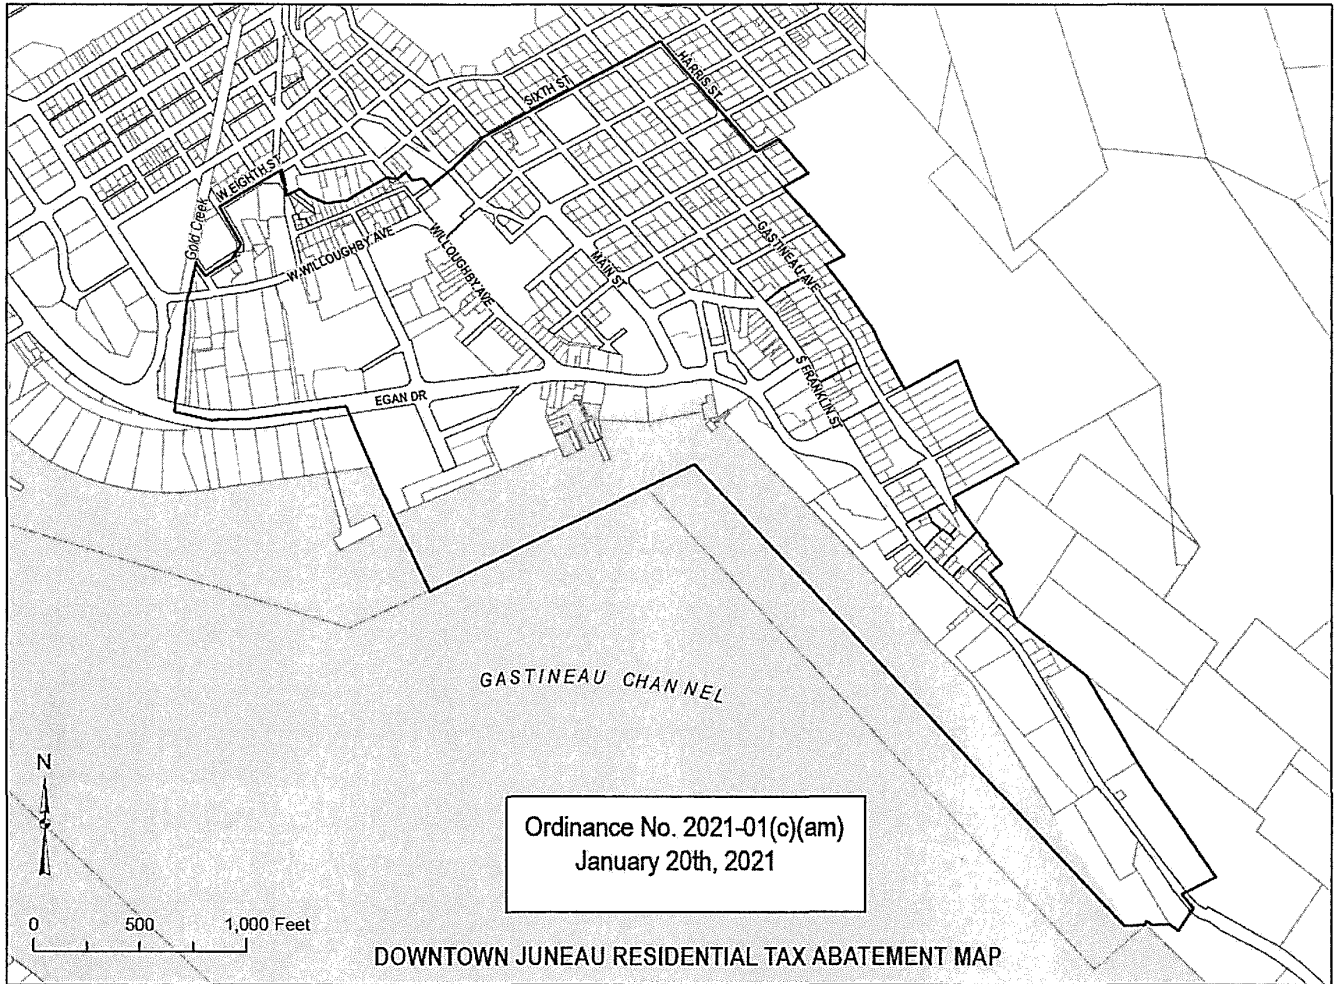 SIXTH ST
HARRIS ST
W. EIGHTH ST
Gold Creek
W. WILLOUGHBY AVE
WILLOUGHBY AVE
MAIN ST
GASTINEAU AVE
S FRANKLIN ST
EGAN DR
GASTINEAU CHANNEL
N
0 500 1,000 Feet
Ordinance No. 2021-01(c)(am)
January 20th, 2021
DOWNTOWN JUNEAU RESIDENTIAL TAX ABATEMENT MAP